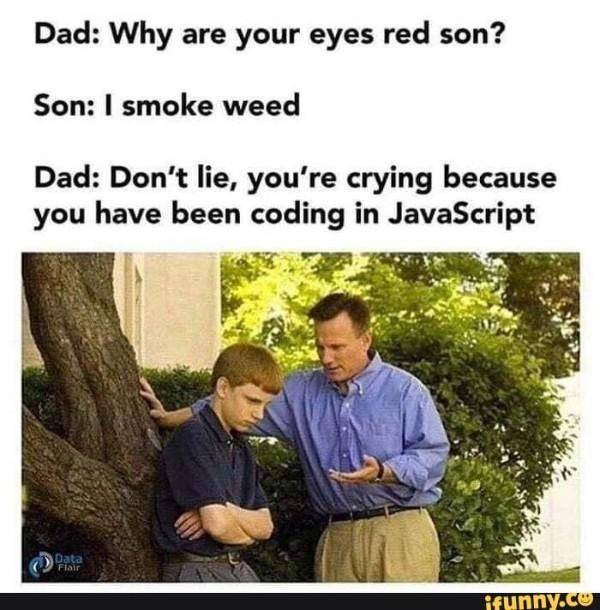 Dad: Why are your eyes red son?
Son: I smoke weed
Dad: Don't lie, you're crying because
you have been coding in JavaScript
Data
Flair
ifunny.co